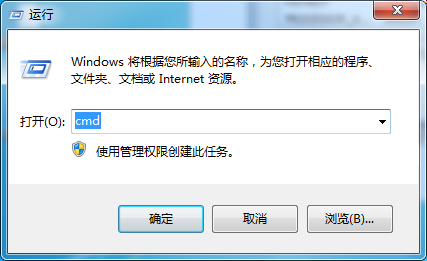 运行
Windows 将根据您所输入的名称，为您打开相应的程序、
文件夹、文档或 Internet 资源。
打开(O): cmd
使用管理权限创建此任务。
确定 取消 浏览(B)...